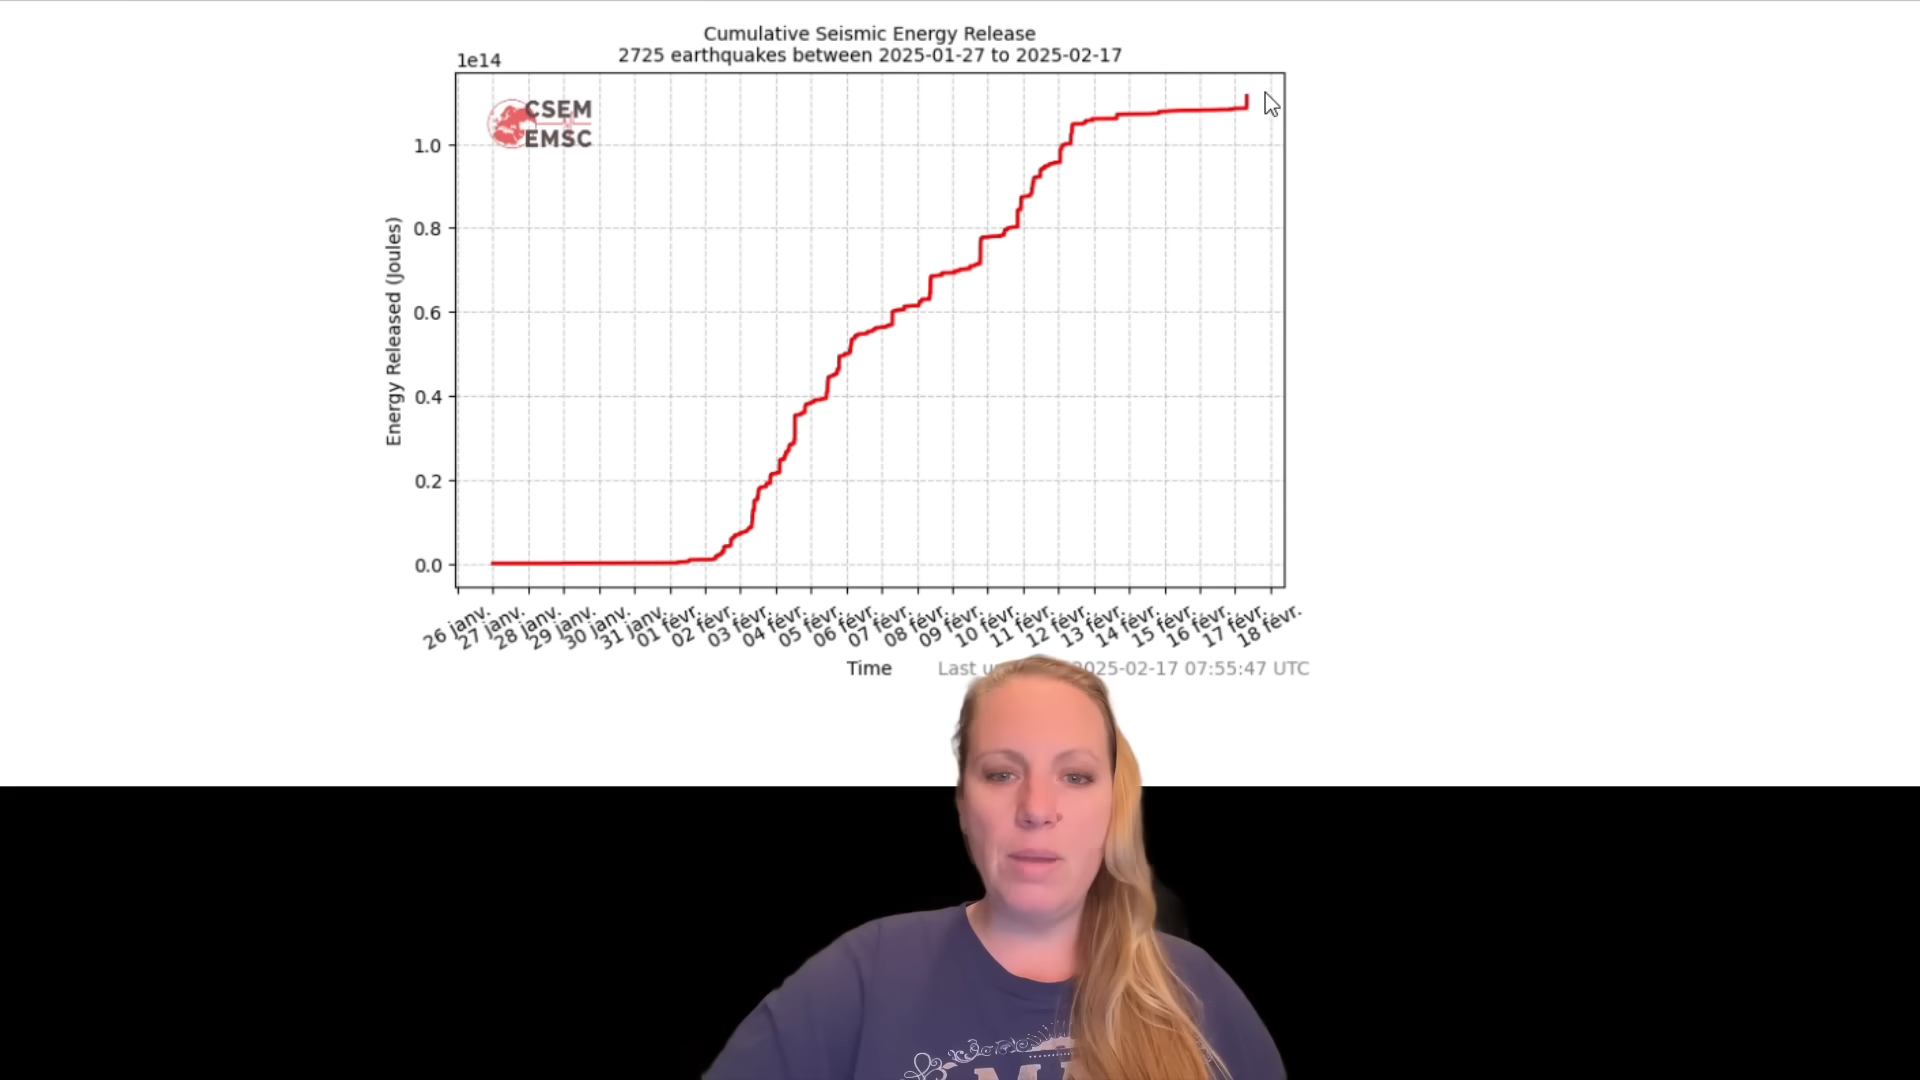 Cumulative Seismic Energy Release
2725 earthquakes between 2025-01-27 to 2025-02-17
1e14
CSEM
EMSC
1.0
0.8
0.6
0.4
0.2
0.0
Energy Released (Joules)
26 janv.
27 janv.
28 janv.
29 janv.
30 janv.
31 janv.
01 févr.
02 févr.
03 févr.
04 févr.
05 févr.
06 févr.
07 févr.
08 févr.
09 févr.
10 févr.
11 févr.
12 févr.
13 févr.
14 févr.
15 févr.
16 févr.
17 févr.
18 févr.
Time
Last 2025-02-17 07:55:47 UTC